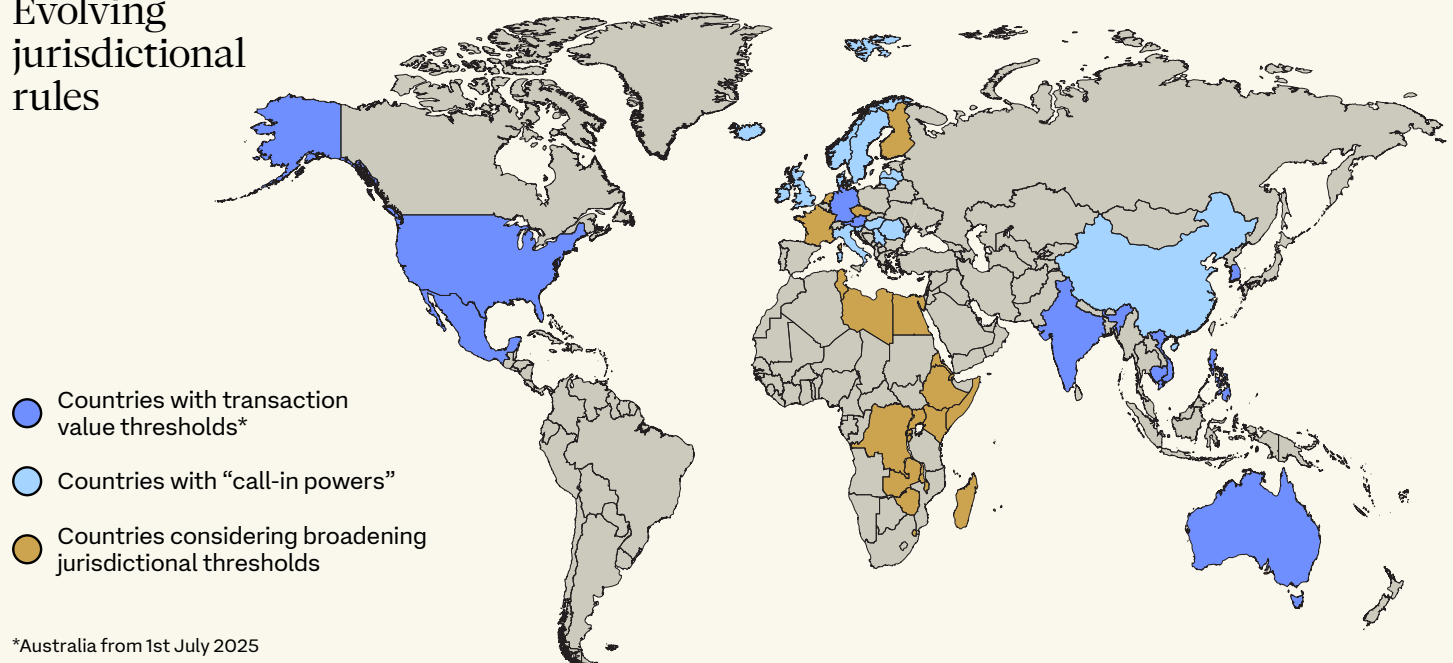 Evolving
jurisdictional
rules
Countries with transaction
value thresholds*
Countries with “call-in powers”
Countries considering broadening
jurisdictional thresholds
*Australia from 1st July 2025